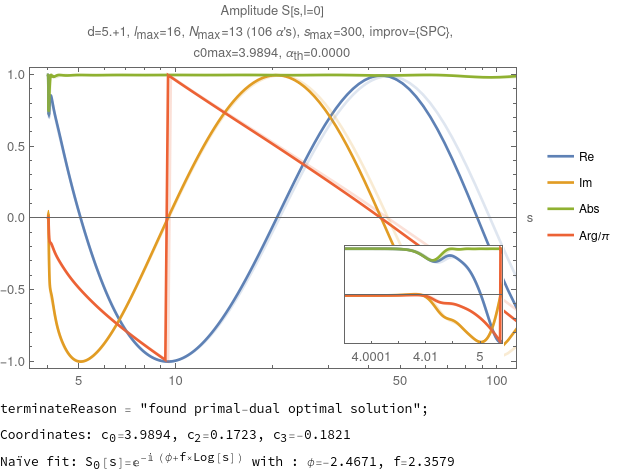 Amplitude S[s,l=0]
d=5.+1, lmax=16, Nmax=13 (106 α's), smax=300, improv={SPC},
c0max=3.9894, αth=0.0000
1.0
0.5
0.0
-0.5
-1.0
s
Re
Im
Abs
Arg/π
4.0001 4.01 5
5 10 50 100
terminateReason = "found primal-dual optimal solution";
Coordinates: c0=3.9894, c2=0.1723, c3=-0.1821
Naïve fit: S0[s]=e-i (ϕ+f×Log[s]) with : ϕ=-2.4671, f=2.3579